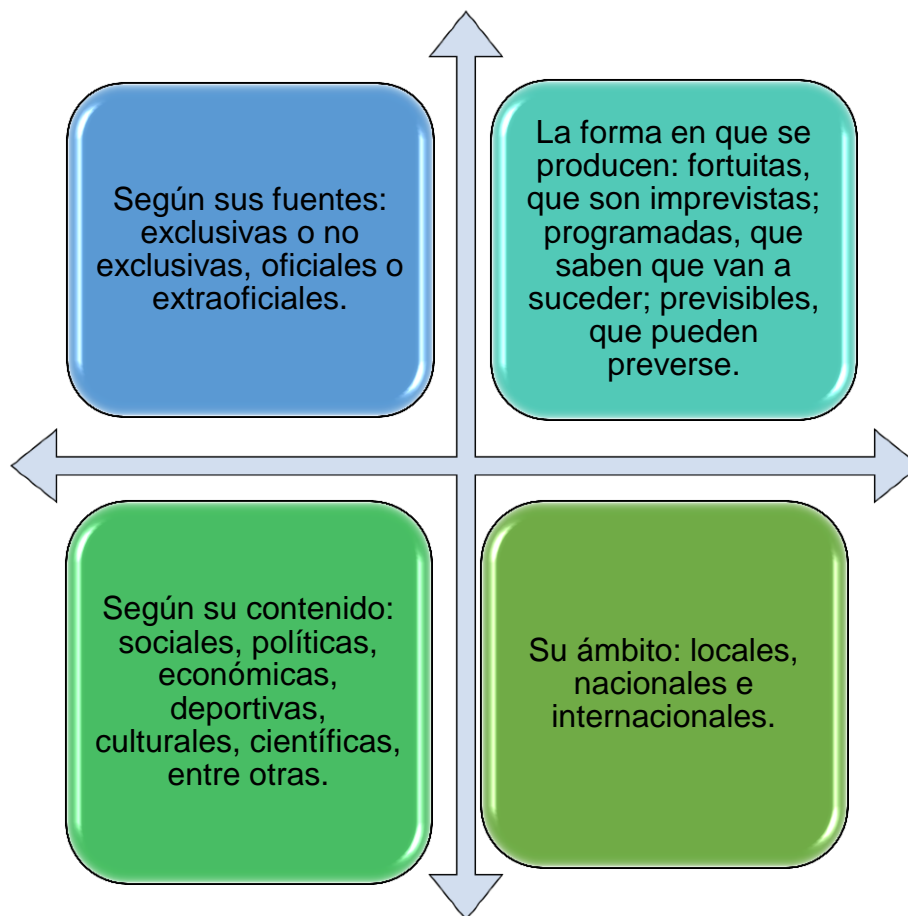 Según sus fuentes:
exclusivas o no
exclusivas, oficiales o
extraoficiales.
La forma en que se
producen: fortuitas,
que son imprevistas;
programadas, que
saben que van a
suceder; previsibles,
que pueden
preverse.
Según su contenido:
sociales, políticas,
económicas,
deportivas,
culturales, científicas,
entre otras.
Su ámbito: locales,
nacionales e
internacionales.